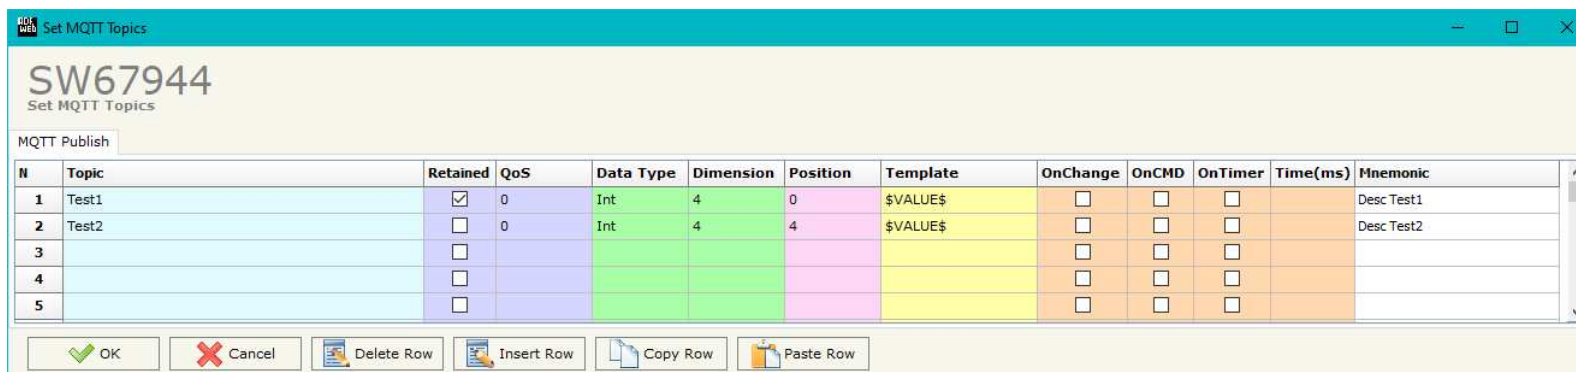 ADF WEB Set MQTT Topics
SW67944
Set MQTT Topics
MQTT Publish
N Topic Retained QoS Data Type Dimension Position Template OnChange OnCMD OnTimer Time(ms) Mnemonic
1 Test1 0 Int 4 0 $VALUE$ Desc Test1
2 Test2 0 Int 4 4 $VALUE$ Desc Test2
3
4
5
OK Cancel Delete Row Insert Row Copy Row Paste Row